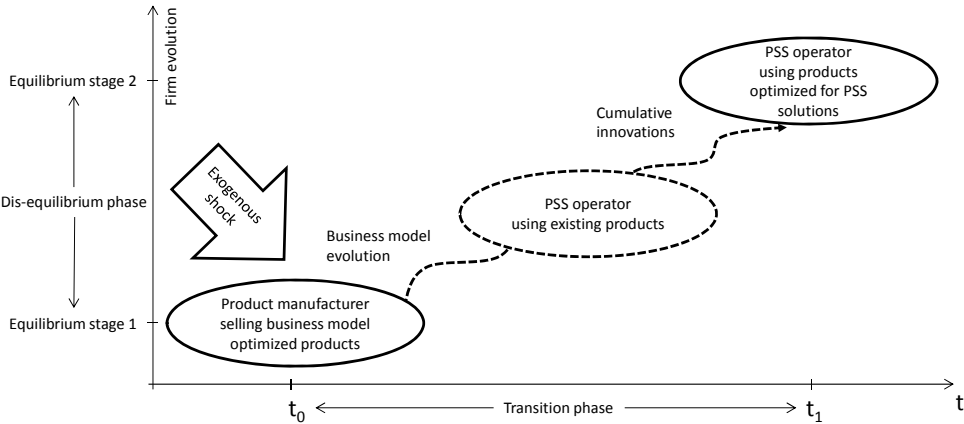 Firm evolution
PSS operator
using products
optimized for PSS
solutions
Equilibrium stage 2
Cumulative
innovations
Exogenous
shock
Dis-equilibrium phase
PSS operator
using existing products
Business model
evolution
Product manufacturer
selling business model
optimized products
Equilibrium stage 1
t0
Transition phase
t1
t